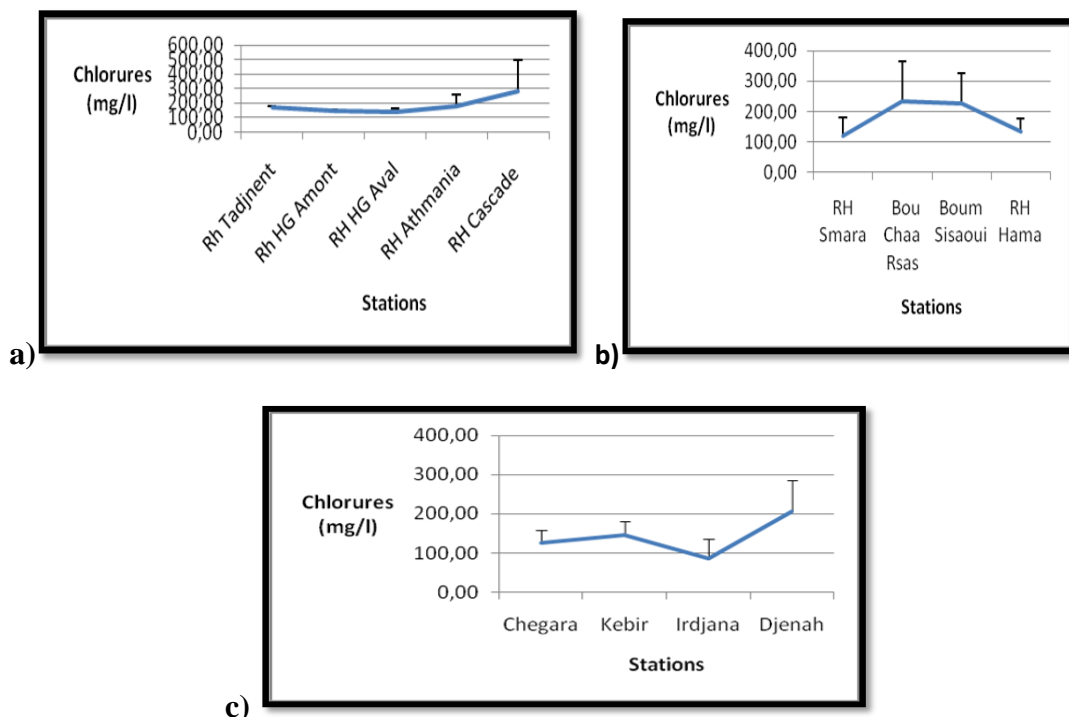 Chlorures
(mg/l)
600,00
500,00
400,00
300,00
200,00
100,00
0,00
Rh Tadjnent
Rh HG Amont
RH HG Aval
RH Athmania
RH Cascade
Stations
a)
Chlorures
(mg/l)
400,00
300,00
200,00
100,00
0,00
RH Smara
Bou Chaa Rsas
Boum Sisaoui
RH Hama
Stations
b)
Chlorures
(mg/l)
400,00
300,00
200,00
100,00
0,00
Chegara Kebir Irdjana Djenah
Stations
c)